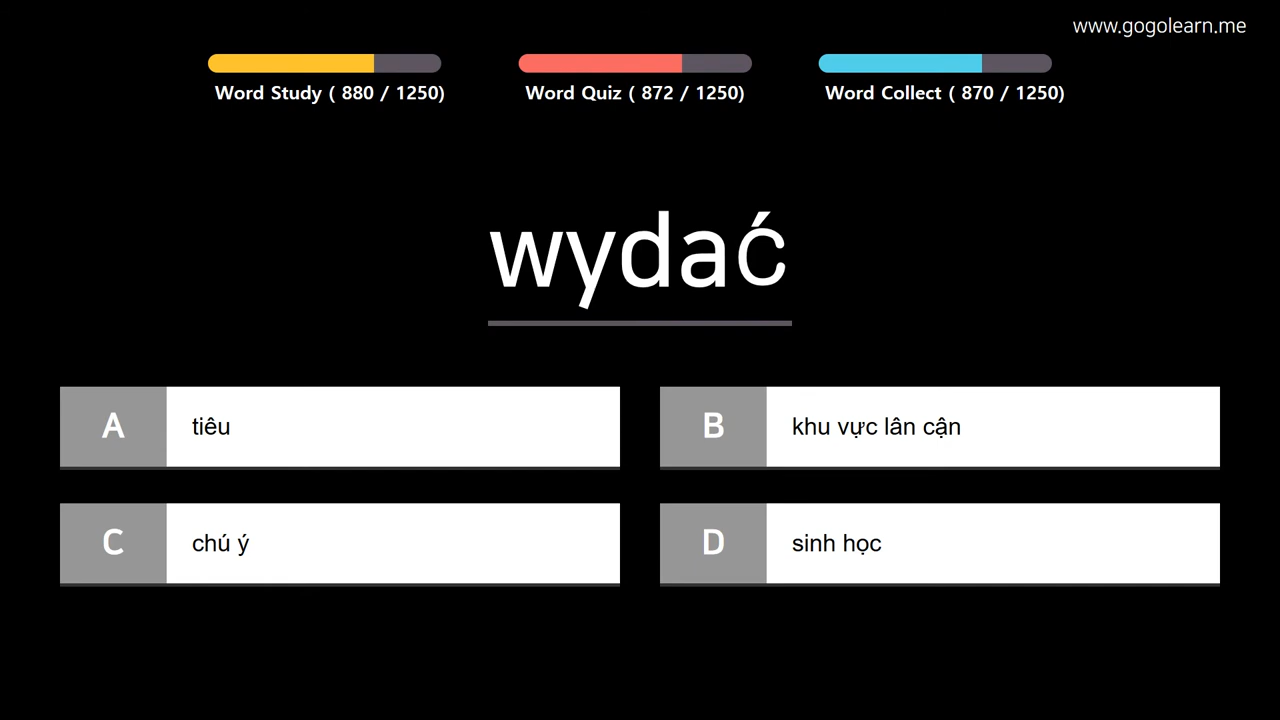 www.gogolearn.me
Word Study ( 880 / 1250)
Word Quiz ( 872 / 1250)
Word Collect ( 870 / 1250)
wydać
A tiêu
B khu vực lân cận
C chú ý
D sinh học